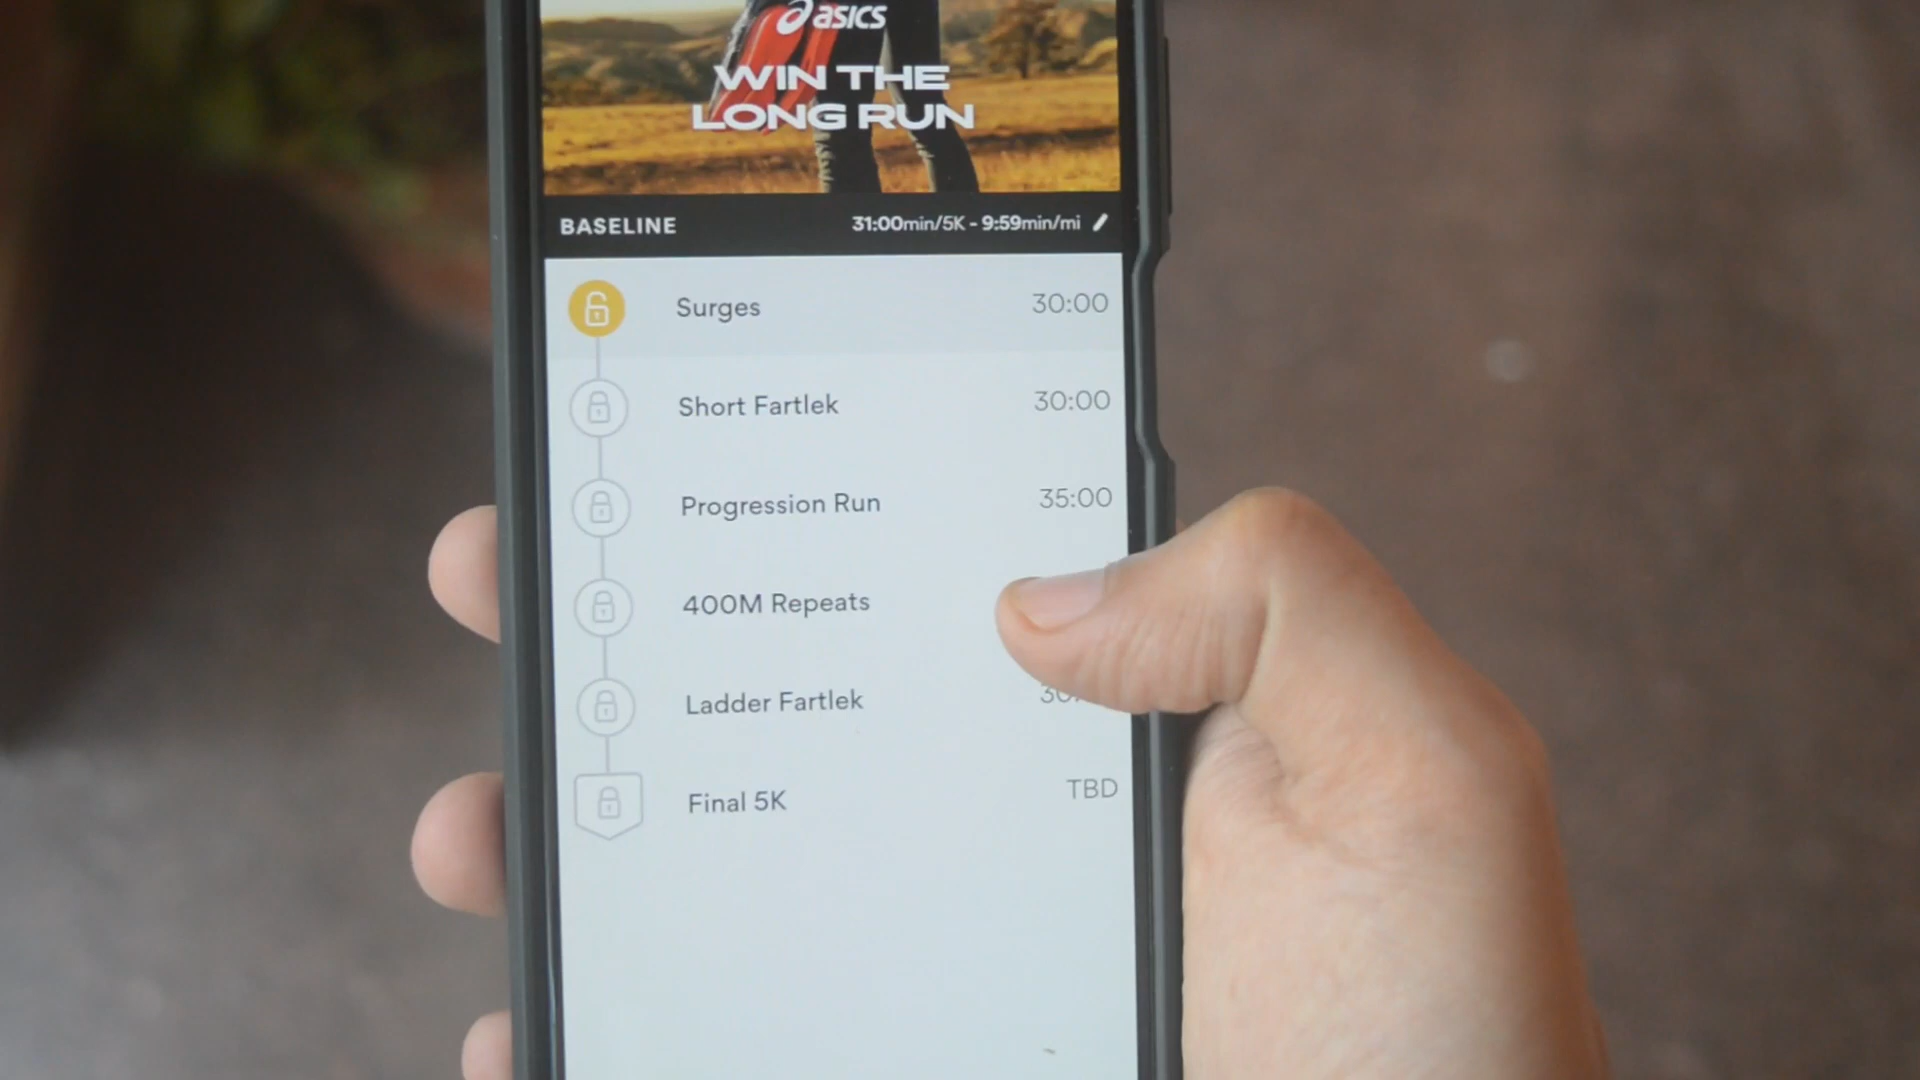 asics
WIN THE
LONG RUN
BASELINE 31:00min/5K - 9:59min/mi
Surges 30:00
Short Fartlek 30:00
Progression Run 35:00
400M Repeats
Ladder Fartlek
Final 5K TBD